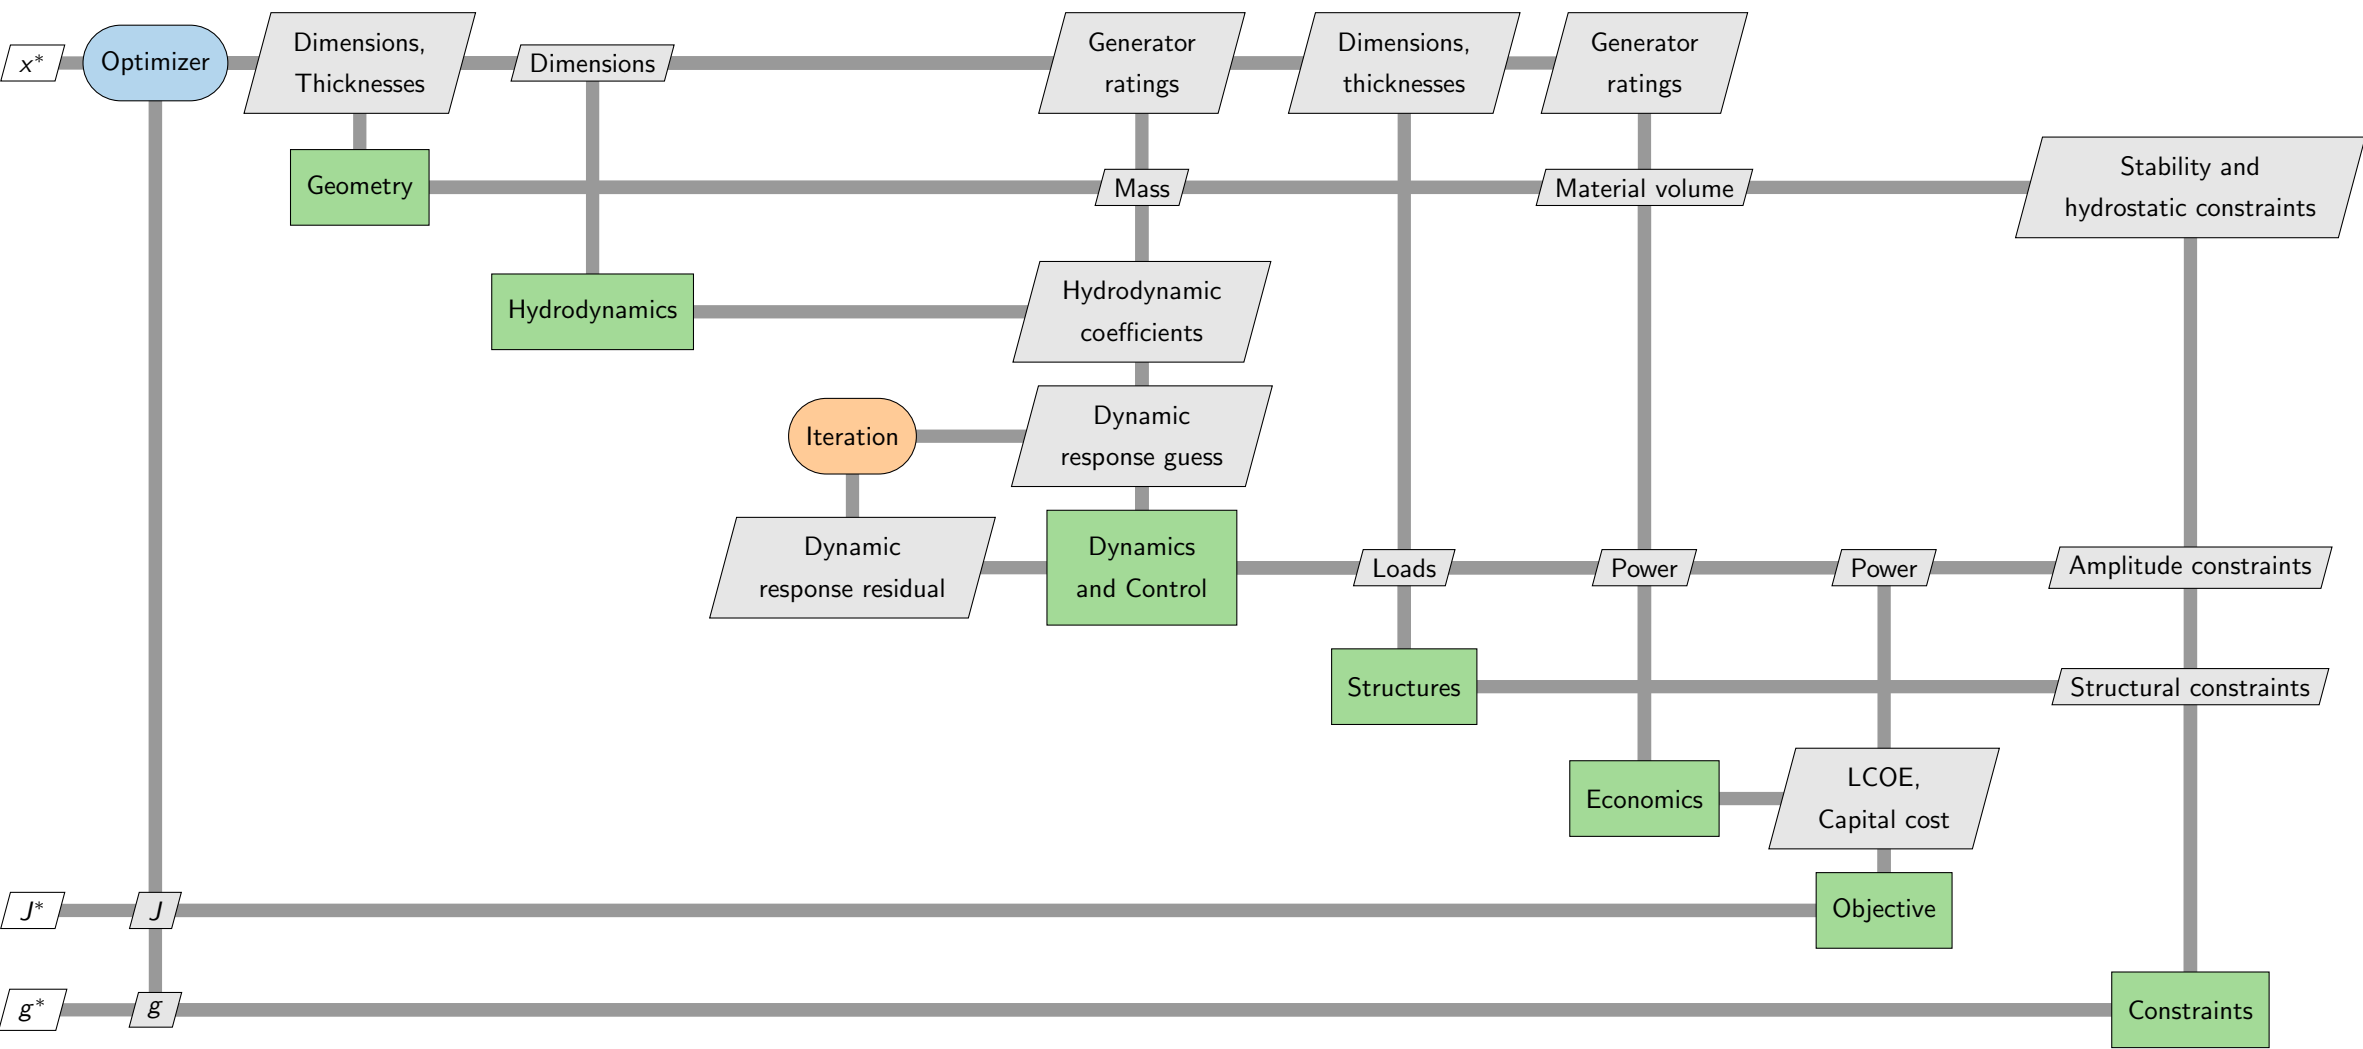 x*
Optimizer
Dimensions,
Thicknesses
Dimensions
Generator
ratings
Dimensions,
thicknesses
Generator
ratings
Geometry
Mass
Material volume
Stability and
hydrostatic constraints
Hydrodynamics
Hydrodynamic
coefficients
Iteration
Dynamic
response guess
Dynamic
response residual
Dynamics
and Control
Loads
Power
Power
Amplitude constraints
Structures
Structural constraints
Economics
LCOE,
Capital cost
J*
J
Objective
g*
g
Constraints